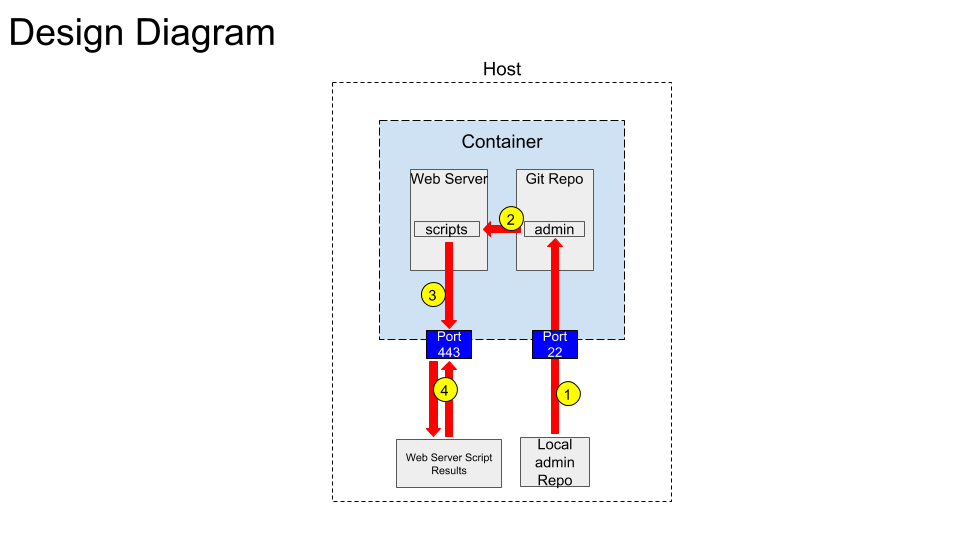 Design Diagram
Host
Container
Web Server
Git Repo
2
scripts
admin
3
Port
443
Port
22
4
1
Web Server Script
Results
Local
admin
Repo